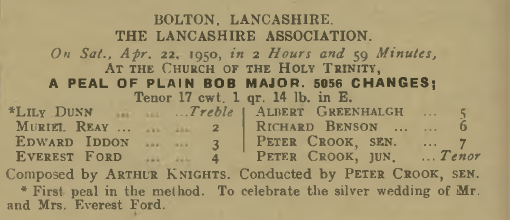 BOLTON, LANCASHIRE.
THE LANCASHIRE ASSOCIATION.
On Sat., Apr. 22, 1950, in 2 Hours and 59 Minutes,
AT THE CHURCH OF THE HOLY TRINITY,
A PEAL OF PLAIN BOB MAJOR, 5056 CHANGES;
Tenor 17 cwt. 1 qr. 14 lb. in E.
*LILY DUNN ... ... ...Treble
MURIEL REAY ... ... ... 2
EDWARD IDDON ... ... 3
EVEREST FORD ... ... 4
ALBERT GREENHALGH ... 5
RICHARD BENSON ... ... 6
PETER CROOK, SEN. ... 7
PETER CROOK, JUN. ...Tenor
Composed by ARTHUR KNIGHTS. Conducted by PETER CROOK, SEN.
* First peal in the method. To celebrate the silver wedding of Mr.
and Mrs. Everest Ford.